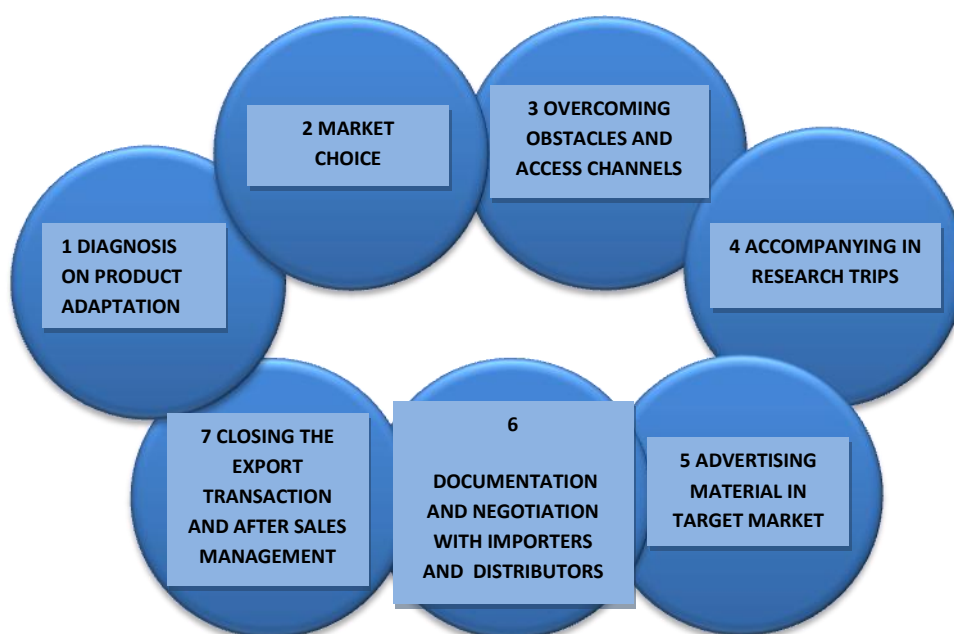 1 DIAGNOSIS
ON PRODUCT
ADAPTATION
2 MARKET
CHOICE
3 OVERCOMING
OBSTACLES AND
ACCESS CHANNELS
4 ACCOMPANYING IN
RESEARCH TRIPS
5 ADVERTISING
MATERIAL IN
TARGET MARKET
6
DOCUMENTATION
AND NEGOTIATION
WITH IMPORTERS
AND DISTRIBUTORS
7 CLOSING THE
EXPORT
TRANSACTION
AND AFTER SALES
MANAGEMENT